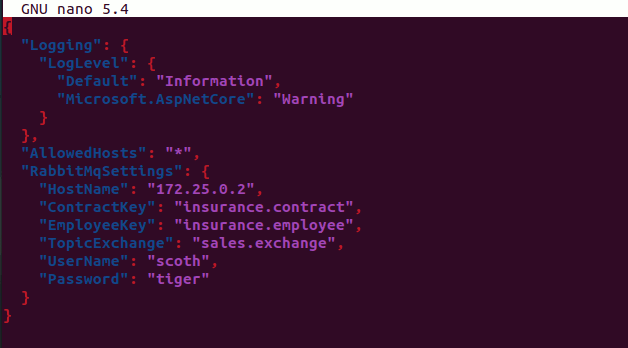 GNU nano 5.4
{
  "Logging": {
    "LogLevel": {
      "Default": "Information",
      "Microsoft.AspNetCore": "Warning"
    }
  },
  "AllowedHosts": "*",
  "RabbitMqSettings": {
    "HostName": "172.25.0.2",
    "ContractKey": "insurance.contract",
    "EmployeeKey": "insurance.employee",
    "TopicExchange": "sales.exchange",
    "UserName": "scoth",
    "Password": "tiger"
  }
}